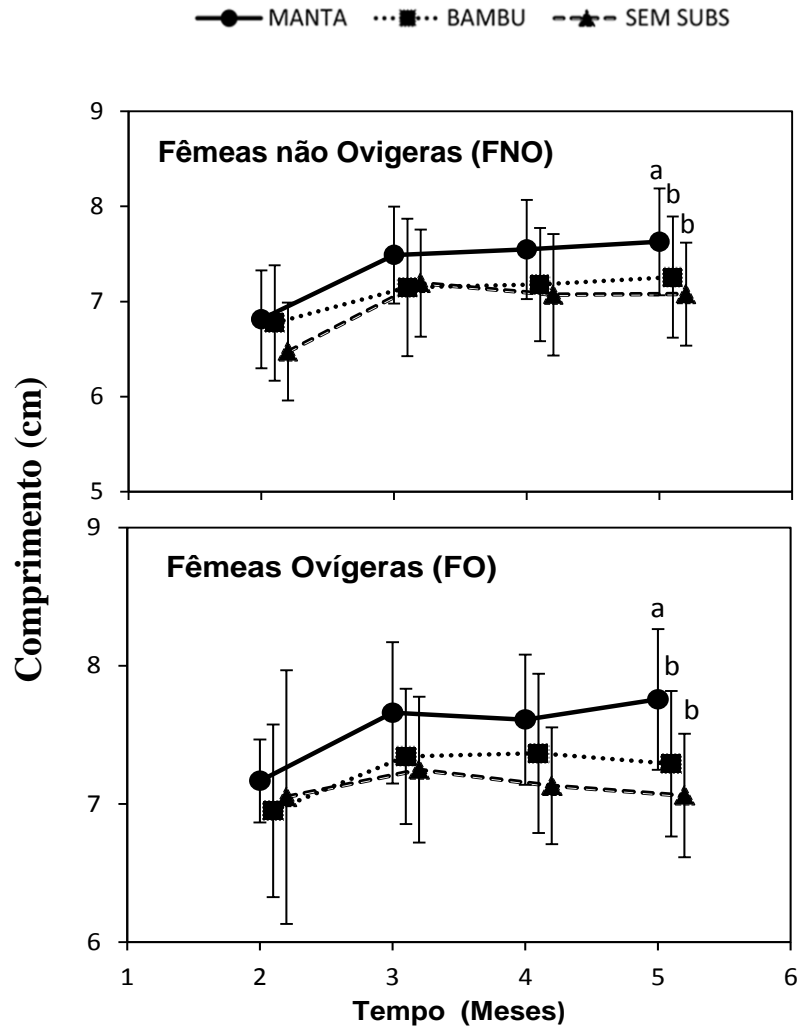 MANTA BAMBU SEM SUBS
9
Fêmeas não Ovigeras (FNO)
a
b
b
8
7
6
5
Comprimento (cm)
9
Fêmeas Ovígeras (FO)
a
b
b
8
7
6
1 2 3 4 5 6
Tempo (Meses)